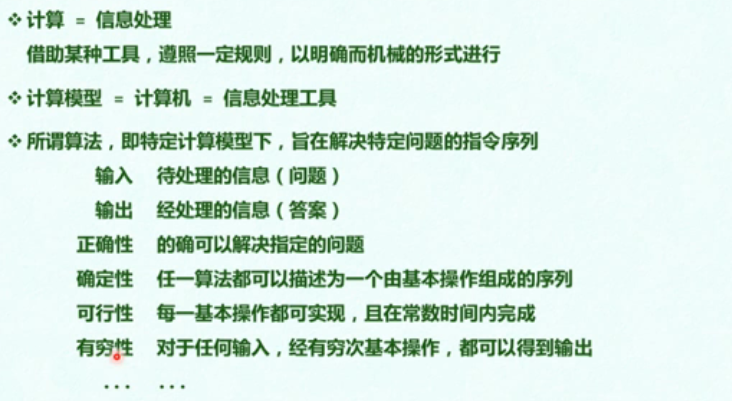 ❖ 计算 = 信息处理
借助某种工具，遵照一定规则，以明确而机械的形式进行
❖ 计算模型 = 计算机 = 信息处理工具
❖ 所谓算法，即特定计算模型下，旨在解决特定问题的指令序列
输入 待处理的信息（问题）
输出 经处理的信息（答案）
正确性 的确可以解决指定的问题
确定性 任一算法都可以描述为一个由基本操作组成的序列
可行性 每一基本操作都可实现，且在常数时间内完成
有穷性 对于任何输入，经有穷次基本操作，都可以得到输出
... ...